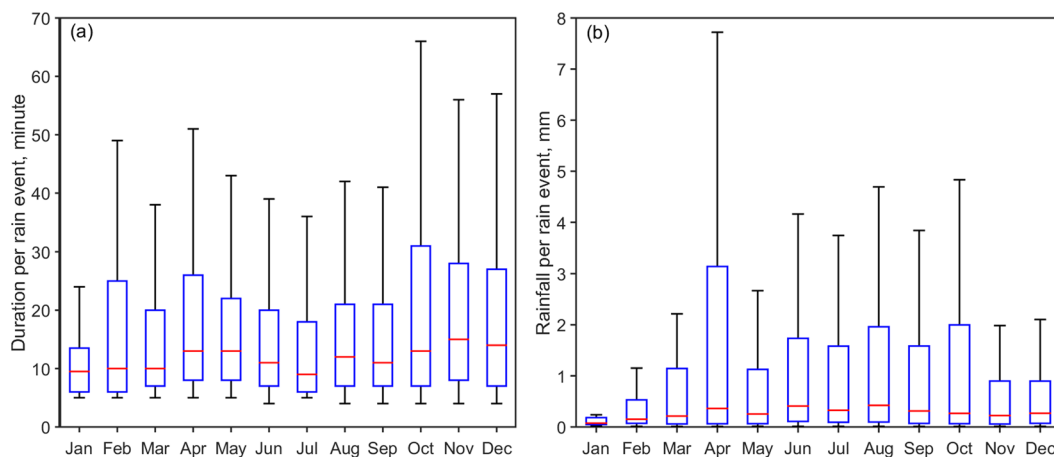 (a)
Duration per rain event, minute
70
60
50
40
30
20
10
0
Jan Feb Mar Apr May Jun Jul Aug Sep Oct Nov Dec
(b)
Rainfall per rain event, mm
8
7
6
5
4
3
2
1
0
Jan Feb Mar Apr May Jun Jul Aug Sep Oct Nov Dec